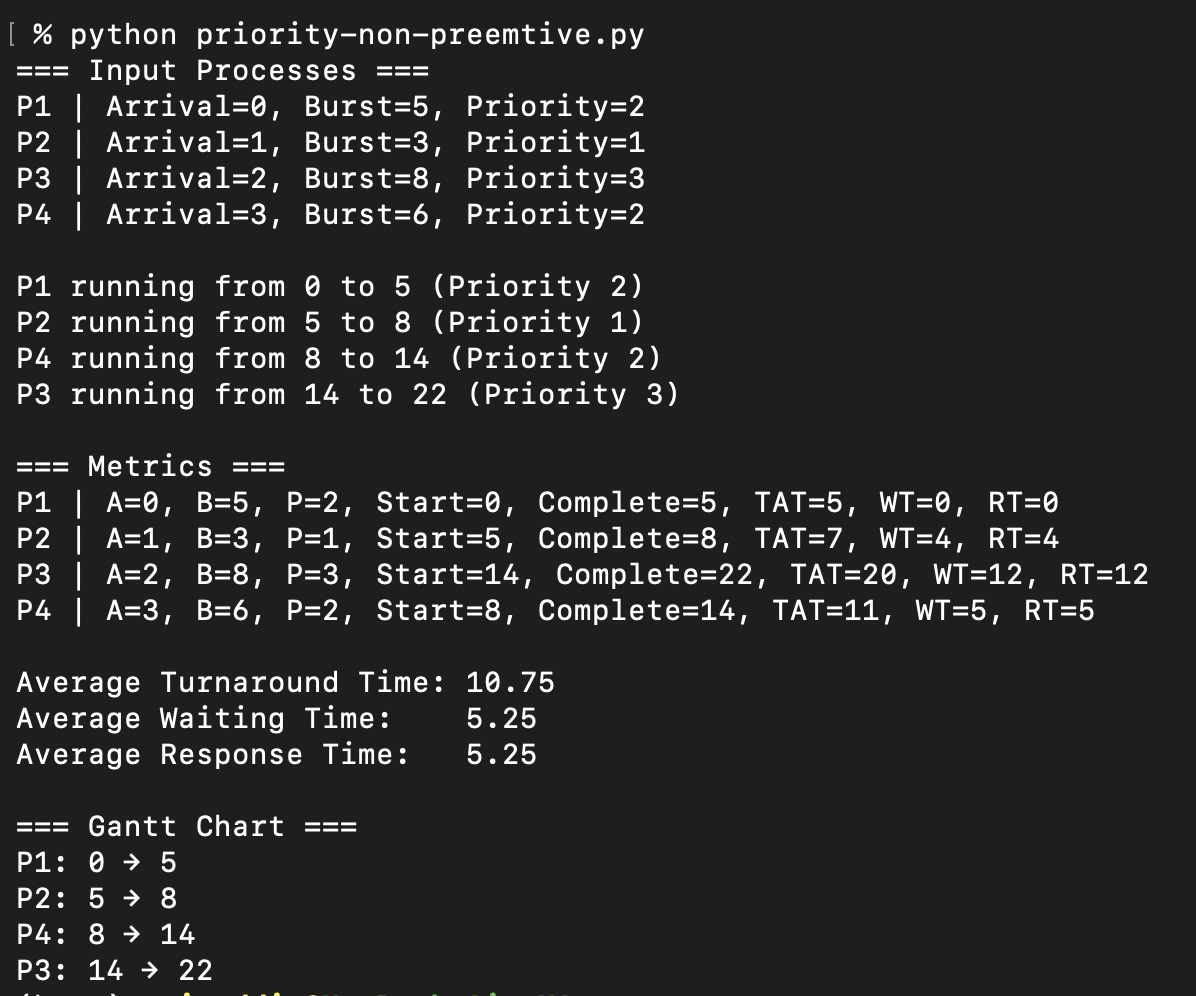 [ % python priority-non-preemtive.py
=== Input Processes ===
P1 | Arrival=0, Burst=5, Priority=2
P2 | Arrival=1, Burst=3, Priority=1
P3 | Arrival=2, Burst=8, Priority=3
P4 | Arrival=3, Burst=6, Priority=2
P1 running from 0 to 5 (Priority 2)
P2 running from 5 to 8 (Priority 1)
P4 running from 8 to 14 (Priority 2)
P3 running from 14 to 22 (Priority 3)
=== Metrics ===
P1 | A=0, B=5, P=2, Start=0, Complete=5, TAT=5, WT=0, RT=0
P2 | A=1, B=3, P=1, Start=5, Complete=8, TAT=7, WT=4, RT=4
P3 | A=2, B=8, P=3, Start=14, Complete=22, TAT=20, WT=12, RT=12
P4 | A=3, B=6, P=2, Start=8, Complete=14, TAT=11, WT=5, RT=5
Average Turnaround Time: 10.75
Average Waiting Time:    5.25
Average Response Time:   5.25
=== Gantt Chart ===
P1: 0 → 5
P2: 5 → 8
P4: 8 → 14
P3: 14 → 22